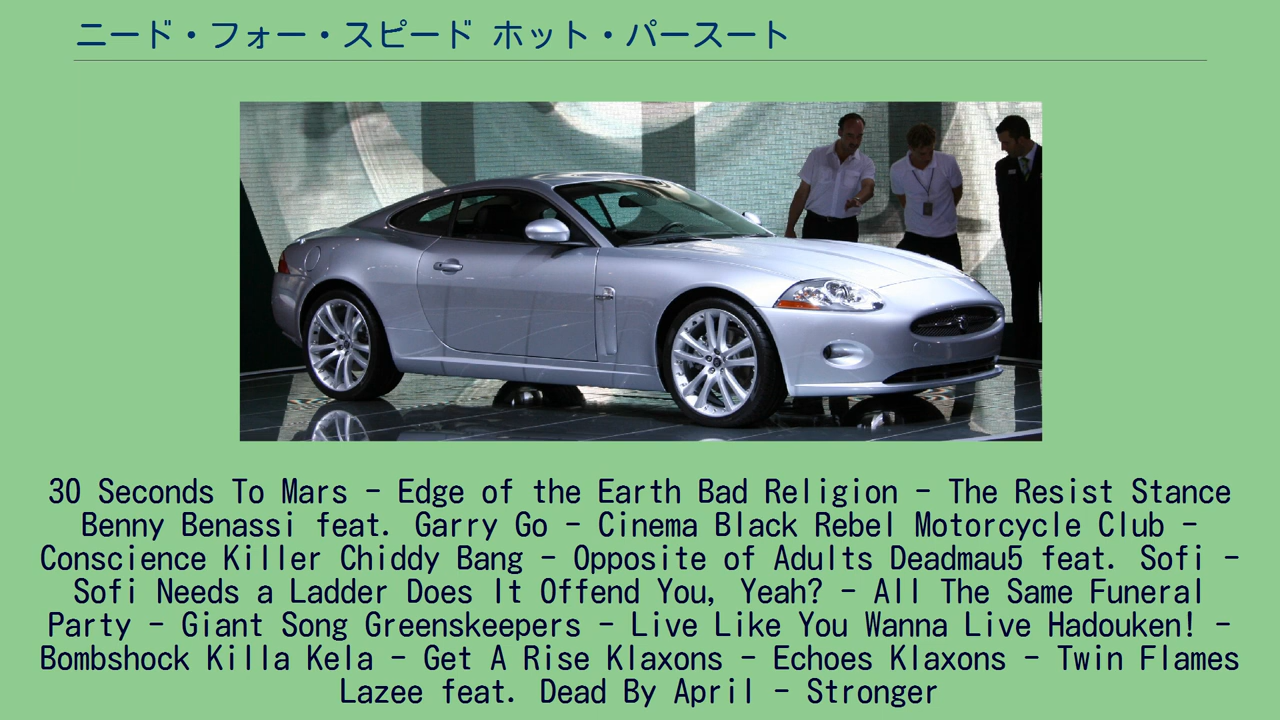 ニード・フォー・スピード ホット・パースート
30 Seconds To Mars - Edge of the Earth Bad Religion - The Resist Stance
Benny Benassi feat. Garry Go - Cinema Black Rebel Motorcycle Club -
Conscience Killer Chiddy Bang - Opposite of Adults Deadmau5 feat. Sofi -
Sofi Needs a Ladder Does It Offend You, Yeah? - All The Same Funeral
Party - Giant Song Greenskeepers - Live Like You Wanna Live Hadouken! -
Bombshock Killa Kela - Get A Rise Klaxons - Echoes Klaxons - Twin Flames
Lazee feat. Dead By April - Stronger